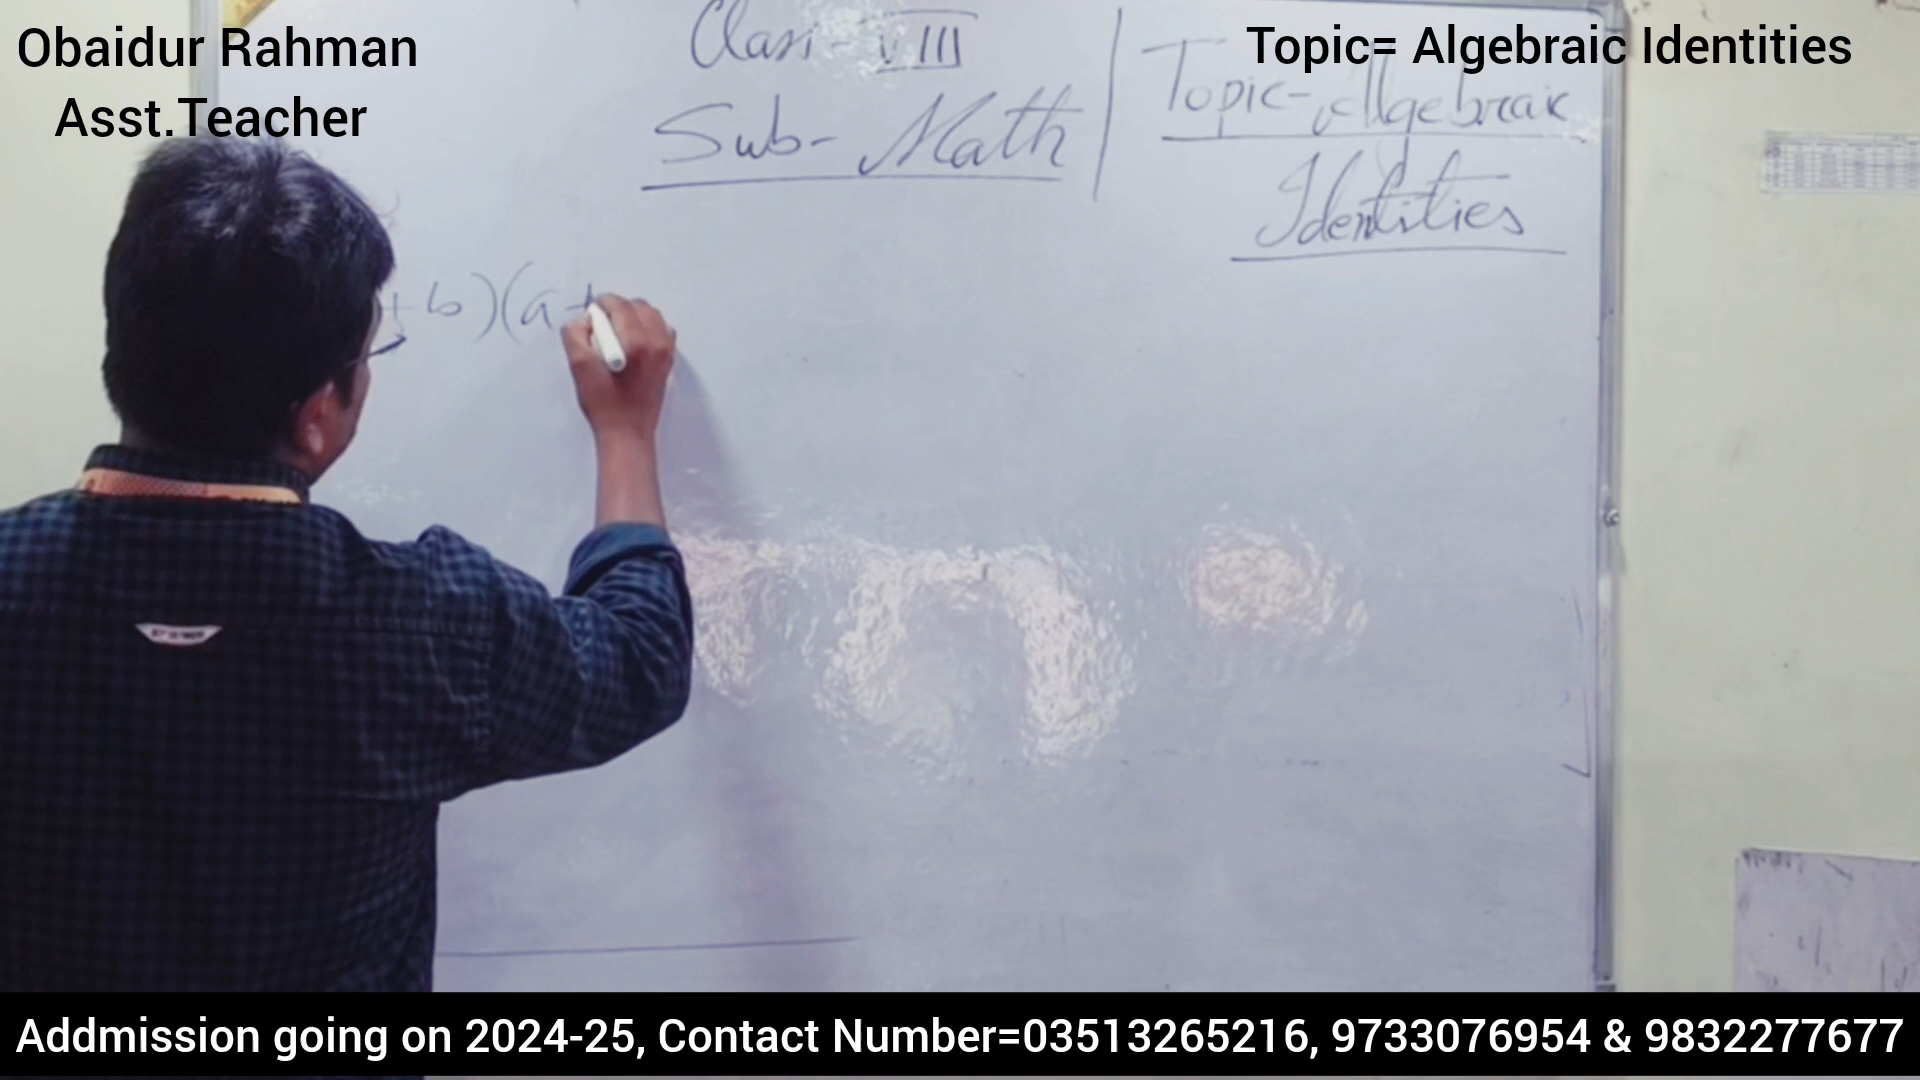 Obaidur Rahman
Asst.Teacher
Topic= Algebraic Identities
Class - VIII
Sub- Math
Topic- Algebraic
Identities
+ b)(a +
Addmission going on 2024-25, Contact Number=03513265216, 9733076954 & 9832277677